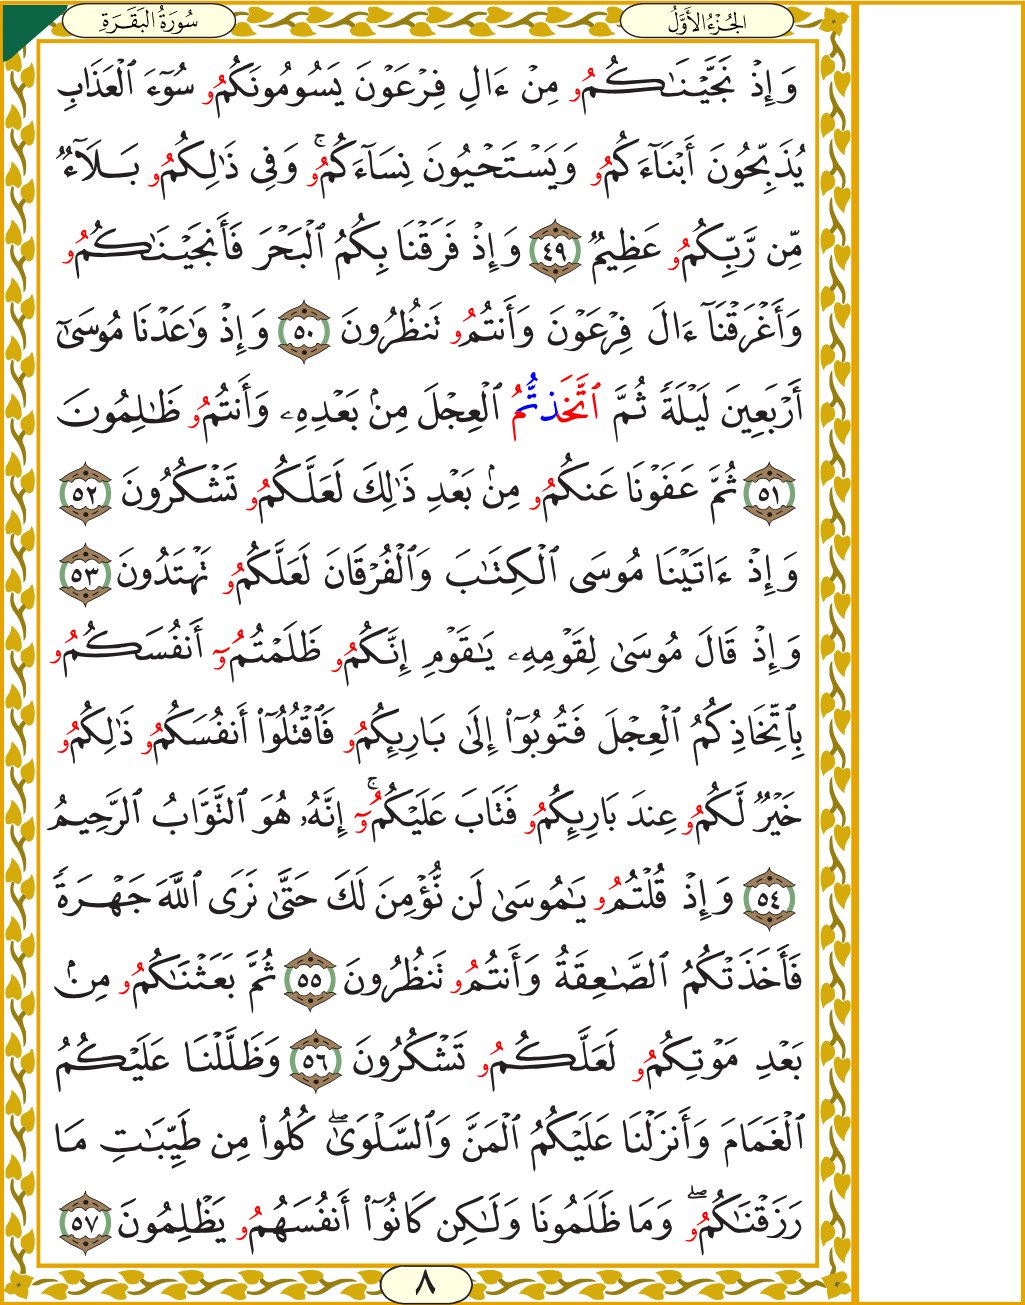 الجُزْءُ الأَوَّلُ
سُورَةُ البَقَرَةِ
وَإِذْ نَجَّيْنَـٰكُمُۥ مِنْ ءَالِ فِرْعَوْنَ يَسُومُونَكُمُۥ سُوٓءَ ٱلْعَذَابِ
يُذَبِّحُونَ أَبْنَآءَكُمُۥ وَيَسْتَحْيُونَ نِسَآءَكُمُۥۚ وَفِى ذَٰلِكُمُۥ بَلَآءٌ
مِّن رَّبِّكُمُۥ عَظِيمٌ ٤٩ وَإِذْ فَرَقْنَا بِكُمُ ٱلْبَحْرَ فَأَنجَيْنَـٰكُمُۥ
وَأَغْرَقْنَآ ءَالَ فِرْعَوْنَ وَأَنتُمُۥ تَنظُرُونَ ٥٠ وَإِذْ وَٰعَدْنَا مُوسَىٰٓ
أَرْبَعِينَ لَيْلَةً ثُمَّ ٱتَّخَذتُّمُ ٱلْعِجْلَ مِنۢ بَعْدِهِۦ وَأَنتُمُۥ ظَـٰلِمُونَ
٥١ ثُمَّ عَفَوْنَا عَنكُمُۥ مِنۢ بَعْدِ ذَٰلِكَ لَعَلَّكُمُۥ تَشْكُرُونَ ٥٢
وَإِذْ ءَاتَيْنَا مُوسَى ٱلْكِتَـٰبَ وَٱلْفُرْقَانَ لَعَلَّكُمُۥ تَهْتَدُونَ ٥٣
وَإِذْ قَالَ مُوسَىٰ لِقَوْمِهِۦ يَـٰقَوْمِ إِنَّكُمُۥ ظَلَمْتُمُۥٓ أَنفُسَكُمُۥ
بِٱتِّخَاذِكُمُ ٱلْعِجْلَ فَتُوبُوٓا۟ إِلَىٰ بَارِئِكُمُۥ فَٱقْتُلُوٓا۟ أَنفُسَكُمُۥ ذَٰلِكُمُۥ
خَيْرٌ لَّكُمُۥ عِندَ بَارِئِكُمُۥ فَتَابَ عَلَيْكُمُۥٓۚ إِنَّهُۥ هُوَ ٱلتَّوَّابُ ٱلرَّحِيمُ
٥٤ وَإِذْ قُلْتُمُۥ يَـٰمُوسَىٰ لَن نُّؤْمِنَ لَكَ حَتَّىٰ نَرَى ٱللَّهَ جَهْرَةً
فَأَخَذَتْكُمُ ٱلصَّـٰعِقَةُ وَأَنتُمُۥ تَنظُرُونَ ٥٥ ثُمَّ بَعَثْنَـٰكُمُۥ مِنۢ
بَعْدِ مَوْتِكُمُۥ لَعَلَّكُمُۥ تَشْكُرُونَ ٥٦ وَظَلَّلْنَا عَلَيْكُمُ
ٱلْغَمَامَ وَأَنزَلْنَا عَلَيْكُمُ ٱلْمَنَّ وَٱلسَّلْوَىٰۖ كُلُوا۟ مِن طَيِّبَـٰتِ مَا
رَزَقْنَـٰكُمُۥۖ وَمَا ظَلَمُونَا وَلَـٰكِن كَانُوٓا۟ أَنفُسَهُمُۥ يَظْلِمُونَ ٥٧
٨